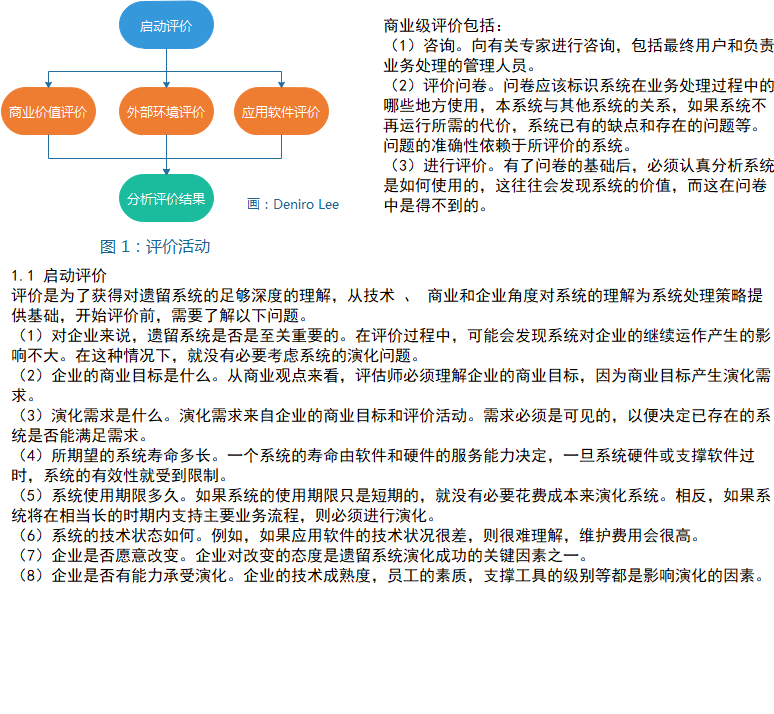 启动评价
商业价值评价
外部环境评价
应用软件评价
分析评价结果
画：Deniro Lee
图 1：评价活动
商业级评价包括：
（1）咨询。向有关专家进行咨询，包括最终用户和负责
业务处理的管理人员。
（2）评价问卷。问卷应该标识系统在业务处理过程中的
哪些地方使用，本系统与其他系统的关系，如果系统不
再运行所需的代价，系统已有的缺点和存在的问题等。
问题的准确性依赖于所评价的系统。
（3）进行评价。有了问卷的基础后，必须认真分析系统
是如何使用的，这往往会发现系统的价值，而这在问卷
中是得不到的。
1.1 启动评价
评价是为了获得对遗留系统的足够深度的理解，从技术 、 商业和企业角度对系统的理解为系统处理策略提
供基础，开始评价前，需要了解以下问题。
（1）对企业来说，遗留系统是否是至关重要的。在评价过程中，可能会发现系统对企业的继续运作产生的影
响不大。在这种情况下，就没有必要考虑系统的演化问题。
（2）企业的商业目标是什么。从商业观点来看，评估师必须理解企业的商业目标，因为商业目标产生演化需
求。
（3）演化需求是什么。演化需求来自企业的商业目标和评价活动。需求必须是可见的，以便决定已存在的系
统是否能满足需求。
（4）所期望的系统寿命多长。一个系统的寿命由软件和硬件的服务能力决定，一旦系统硬件或支撑软件过
时，系统的有效性就受到限制。
（5）系统使用期限多久。如果系统的使用期限只是短期的，就没有必要花费成本来演化系统。相反，如果系
统将在相当长的时期内支持主要业务流程，则必须进行演化。
（6）系统的技术状态如何。例如，如果应用软件的技术状况很差，则很难理解，维护费用会很高。
（7）企业是否愿意改变。企业对改变的态度是遗留系统演化成功的关键因素之一。
（8）企业是否有能力承受演化。企业的技术成熟度，员工的素质，支撑工具的级别等都是影响演化的因素。